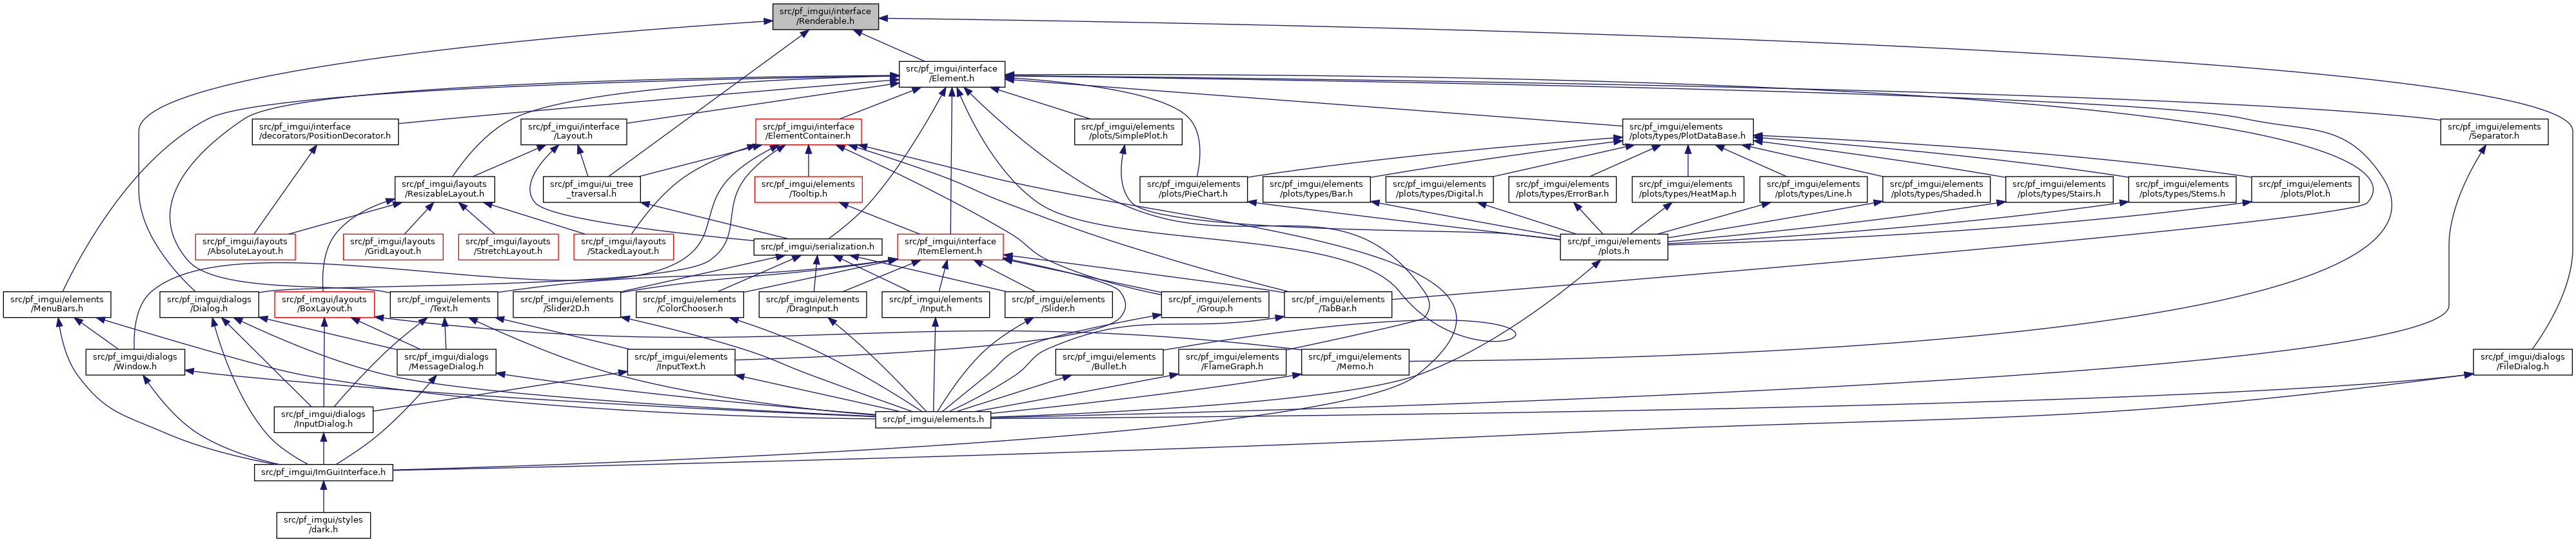 src/pf_imgui/interface
/Renderable.h
src/pf_imgui/interface
/Element.h
src/pf_imgui/interface
/decorators/PositionDecorator.h
src/pf_imgui/interface
/Layout.h
src/pf_imgui/interface
/ElementContainer.h
src/pf_imgui/elements
/plots/SimplePlot.h
src/pf_imgui/elements
/plots/types/PlotDataBase.h
src/pf_imgui/elements
/Separator.h
src/pf_imgui/layouts
/ResizableLayout.h
src/pf_imgui/ui_tree
_traversal.h
src/pf_imgui/elements
/Tooltip.h
src/pf_imgui/elements
/plots/PieChart.h
src/pf_imgui/elements
/plots/types/Bar.h
src/pf_imgui/elements
/plots/types/Digital.h
src/pf_imgui/elements
/plots/types/ErrorBar.h
src/pf_imgui/elements
/plots/types/HeatMap.h
src/pf_imgui/elements
/plots/types/Line.h
src/pf_imgui/elements
/plots/types/Shaded.h
src/pf_imgui/elements
/plots/types/Stairs.h
src/pf_imgui/elements
/plots/types/Stems.h
src/pf_imgui/elements
/plots/Plot.h
src/pf_imgui/layouts
/AbsoluteLayout.h
src/pf_imgui/layouts
/GridLayout.h
src/pf_imgui/layouts
/StretchLayout.h
src/pf_imgui/layouts
/StackedLayout.h
src/pf_imgui/serialization.h
src/pf_imgui/interface
/ItemElement.h
src/pf_imgui/elements
/plots.h
src/pf_imgui/elements
/MenuBars.h
src/pf_imgui/dialogs
/Dialog.h
src/pf_imgui/layouts
/BoxLayout.h
src/pf_imgui/elements
/Text.h
src/pf_imgui/elements
/Slider2D.h
src/pf_imgui/elements
/ColorChooser.h
src/pf_imgui/elements
/DragInput.h
src/pf_imgui/elements
/Input.h
src/pf_imgui/elements
/Slider.h
src/pf_imgui/elements
/Group.h
src/pf_imgui/elements
/TabBar.h
src/pf_imgui/dialogs
/Window.h
src/pf_imgui/dialogs
/MessageDialog.h
src/pf_imgui/elements
/InputText.h
src/pf_imgui/elements
/Bullet.h
src/pf_imgui/elements
/FlameGraph.h
src/pf_imgui/elements
/Memo.h
src/pf_imgui/dialogs
/FileDialog.h
src/pf_imgui/dialogs
/InputDialog.h
src/pf_imgui/elements.h
src/pf_imgui/ImGuiInterface.h
src/pf_imgui/styles
/dark.h